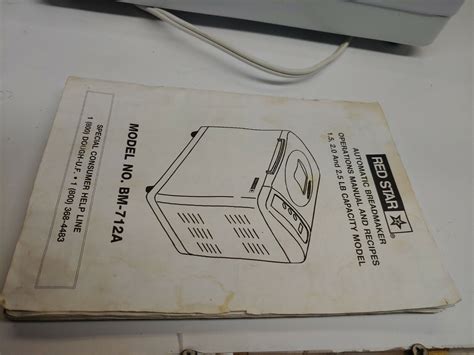 RED STAR ®
AUTOMATIC BREADMAKER
OPERATIONS MANUAL AND RECIPES
1.5, 2.0 And 2.5 LB CAPACITY MODEL
MODEL NO. BM-712A
SPECIAL CONSUMER HELP LINE
1 (800) DOUGH-U.F. • 1 (800) 368-4483